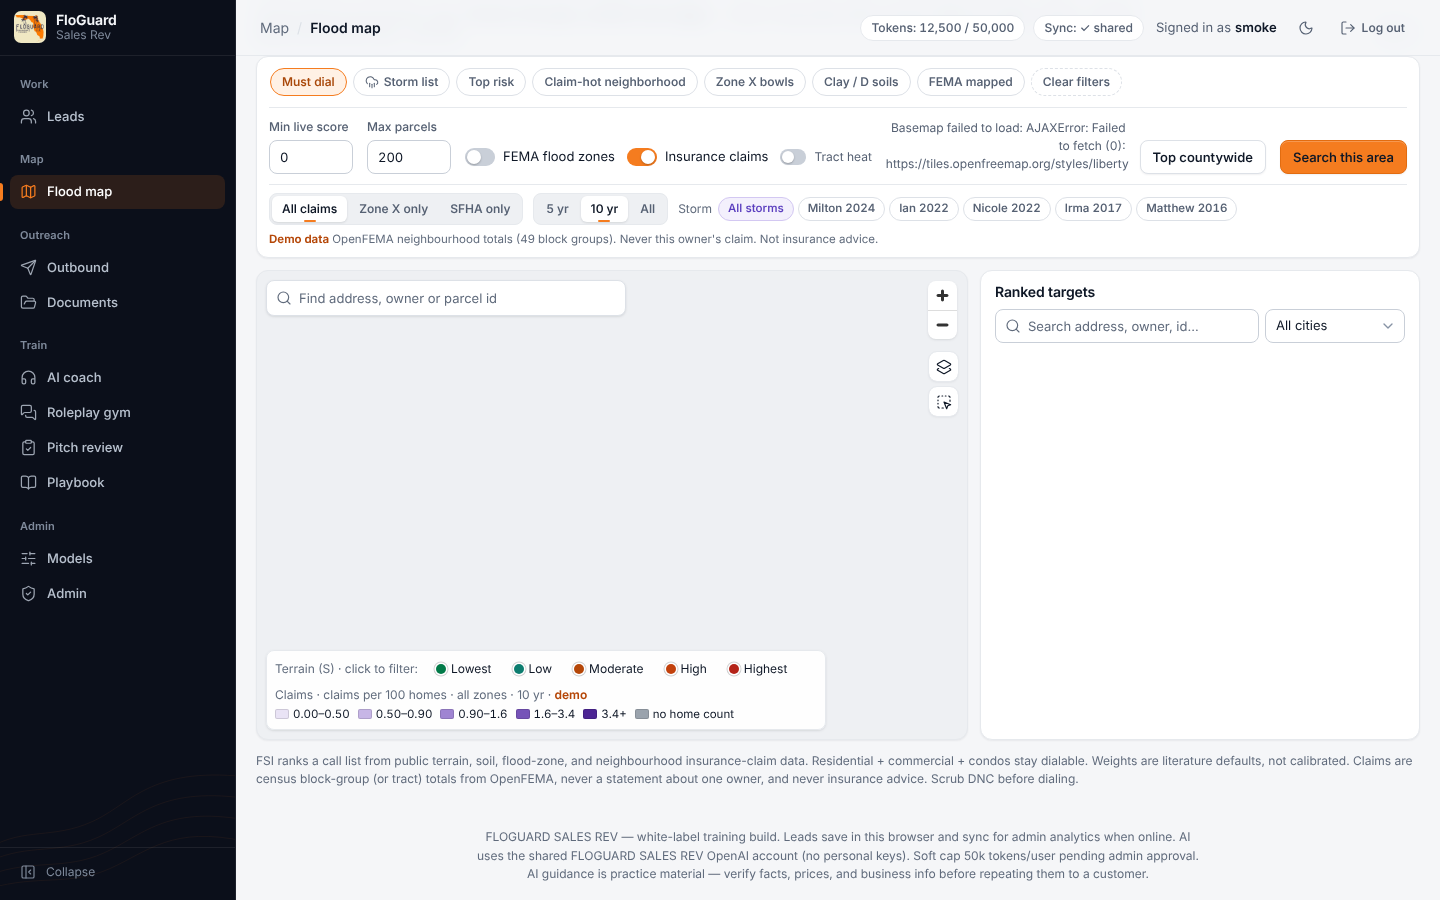 FloGuard
Sales Rev
Work
Leads
Map
Flood map
Outreach
Outbound
Documents
Train
AI coach
Roleplay gym
Pitch review
Playbook
Admin
Models
Admin
Collapse
Map / Flood map
Tokens: 12,500 / 50,000
Sync: ✓ shared
Signed in as smoke
Log out
Must dial
Storm list
Top risk
Claim-hot neighborhood
Zone X bowls
Clay / D soils
FEMA mapped
Clear filters
Min live score
0
Max parcels
200
FEMA flood zones
Insurance claims
Tract heat
Basemap failed to load: AJAXError: Failed
to fetch (0):
https://tiles.openfreemap.org/styles/liberty
Top countywide
Search this area
All claims
Zone X only
SFHA only
5 yr
10 yr
All
Storm
All storms
Milton 2024
Ian 2022
Nicole 2022
Irma 2017
Matthew 2016
Demo data OpenFEMA neighbourhood totals (49 block groups). Never this owner's claim. Not insurance advice.
Find address, owner or parcel id
Terrain (S) · click to filter:
Lowest
Low
Moderate
High
Highest
Claims · claims per 100 homes · all zones · 10 yr · demo
0.00–0.50
0.50–0.90
0.90–1.6
1.6–3.4
3.4+
no home count
Ranked targets
Search address, owner, id...
All cities
FSI ranks a call list from public terrain, soil, flood-zone, and neighbourhood insurance-claim data. Residential + commercial + condos stay dialable. Weights are literature defaults, not calibrated. Claims are
census block-group (or tract) totals from OpenFEMA, never a statement about one owner, and never insurance advice. Scrub DNC before dialing.
FLOGUARD SALES REV — white-label training build. Leads save in this browser and sync for admin analytics when online. AI
uses the shared FLOGUARD SALES REV OpenAI account (no personal keys). Soft cap 50k tokens/user pending admin approval.
AI guidance is practice material — verify facts, prices, and business info before repeating them to a customer.